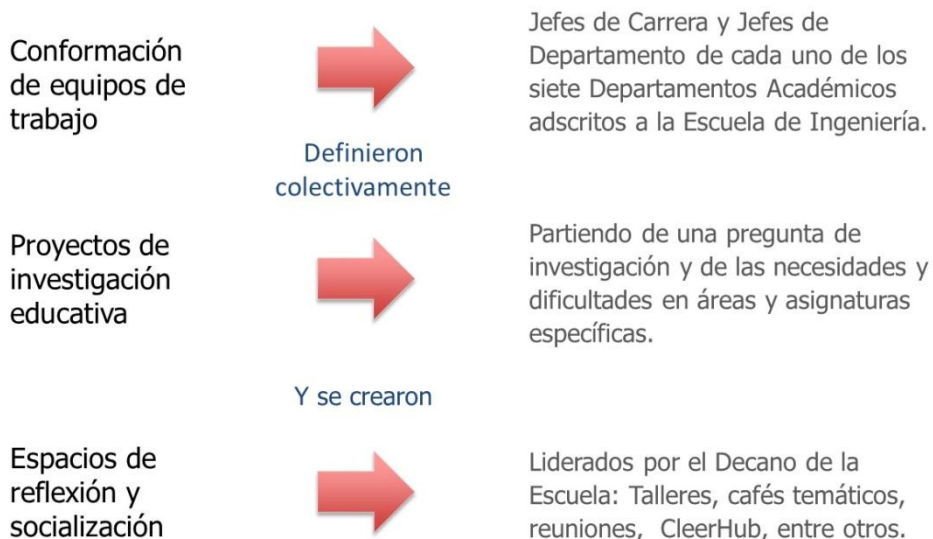 Conformación
de equipos de
trabajo
Jefes de Carrera y Jefes de
Departamento de cada uno de los
siete Departamentos Académicos
adscritos a la Escuela de Ingeniería.
Definieron
colectivamente
Proyectos de
investigación
educativa
Partiendo de una pregunta de
investigación y de las necesidades y
dificultades en áreas y asignaturas
específicas.
Y se crearon
Espacios de
reflexión y
socialización
Liderados por el Decano de la
Escuela: Talleres, cafés temáticos,
reuniones, CleerHub, entre otros.